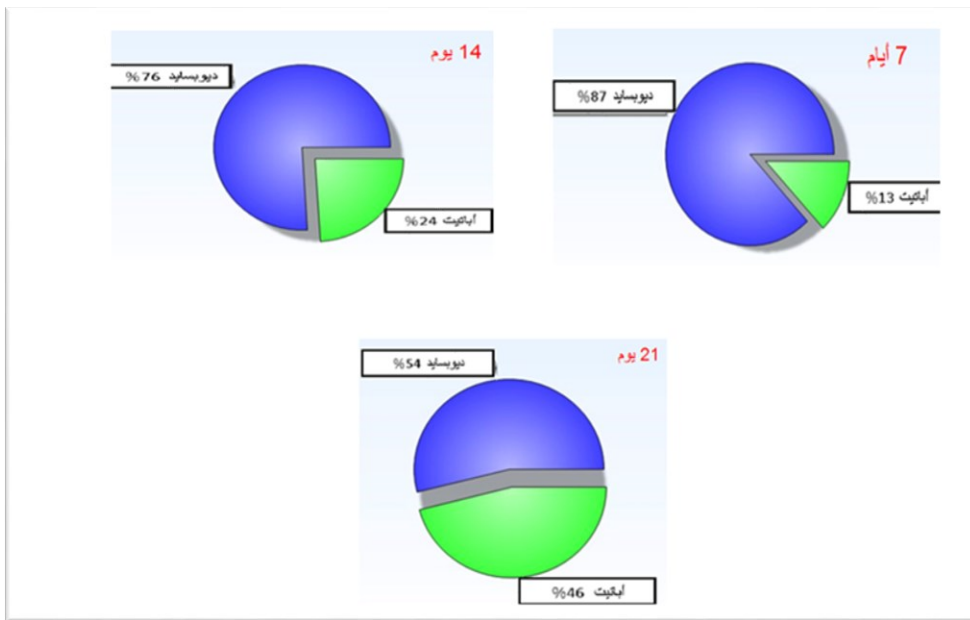 7 أيام
ديوبسايد 87%
أباتيت 13%
14 يوم
ديوبسايد 76%
أباتيت 24%
21 يوم
ديوبسايد 54%
أباتيت 46%